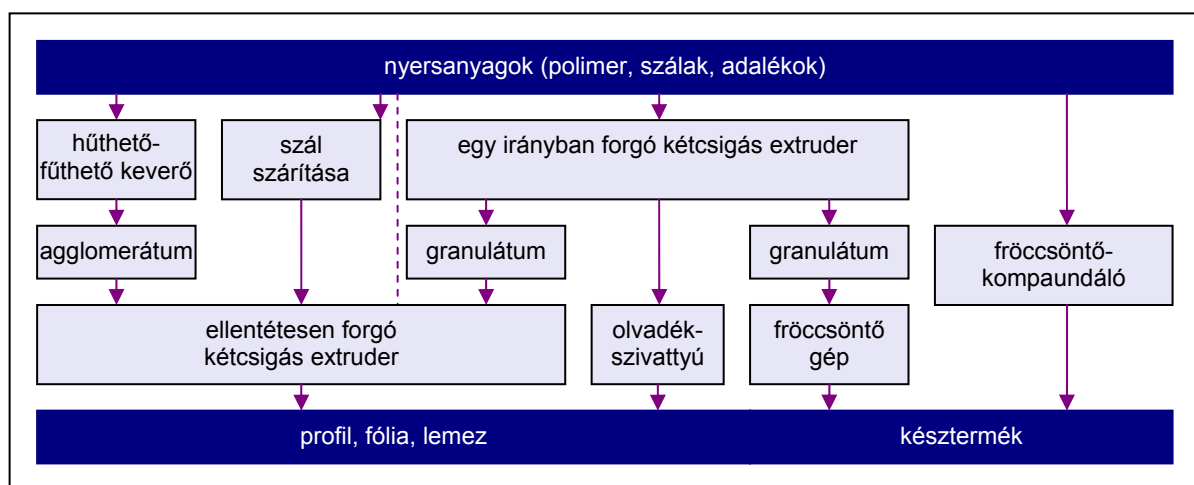 nyersanyagok (polimer, szálak, adalékok)
hűthető-
fűthető keverő
szál
szárítása
egy irányban forgó kétcsigás extruder
agglomerátum
granulátum
granulátum
fröccsöntő-
kompaundáló
ellentétesen forgó
kétcsigás extruder
olvadék-
szivattyú
fröccsöntő
gép
profil, fólia, lemez
késztermék